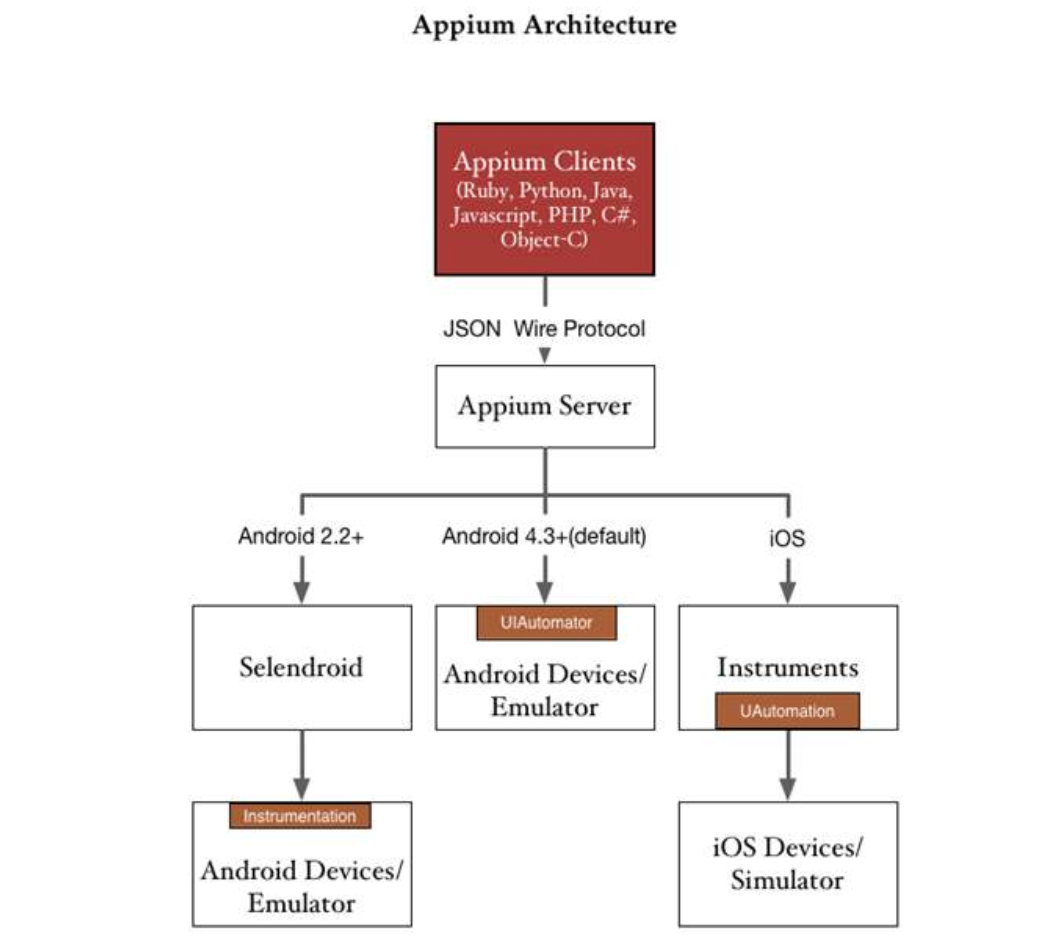 Appium Architecture
Appium Clients
(Ruby, Python, Java,
Javascript, PHP, C#,
Object-C)
JSON Wire Protocol
Appium Server
Android 2.2+
Android 4.3+(default)
iOS
Selendroid
UIAutomator
Android Devices/
Emulator
Instruments
UAutomation
Instrumentation
Android Devices/
Emulator
iOS Devices/
Simulator